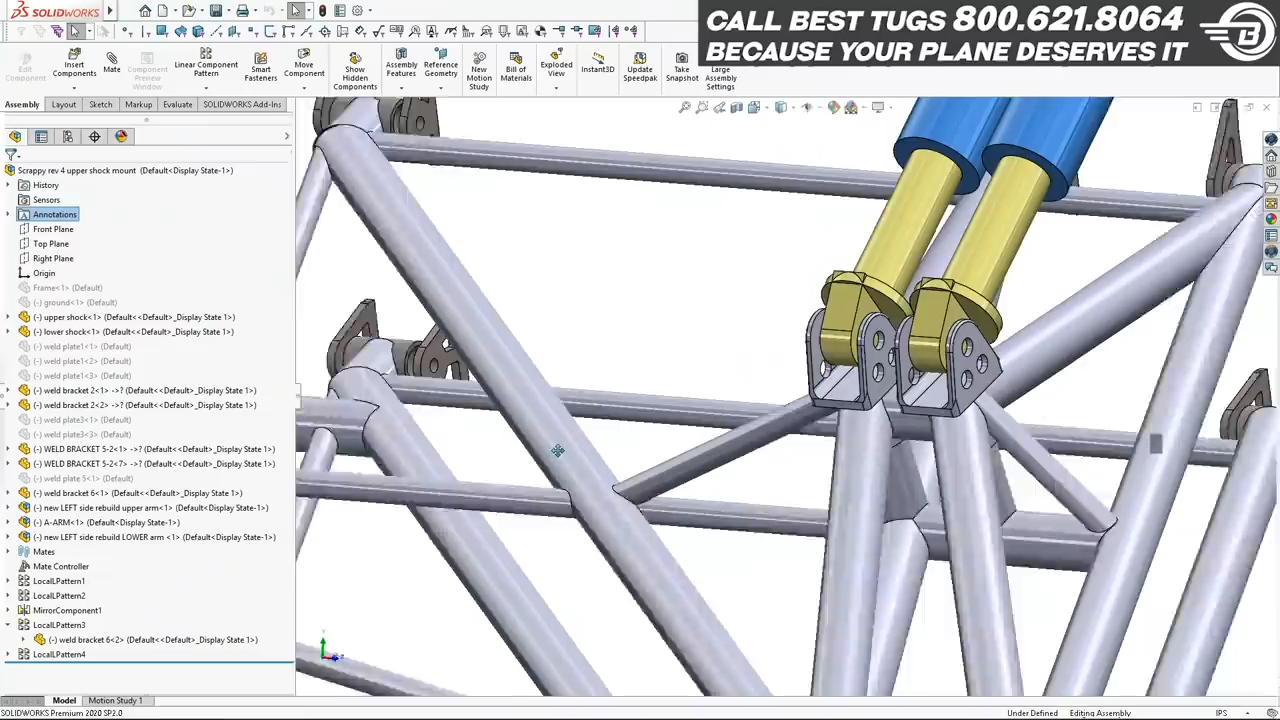 SOLIDWORKS
CALL BEST TUGS 800.621.8064
BECAUSE YOUR PLANE DESERVES IT
B
Edit Component
Insert Components
Mate
Component Preview Window
Linear Component Pattern
Smart Fasteners
Move Component
Show Hidden Components
Assembly Features
Reference Geometry
New Motion Study
Bill of Materials
Exploded View
Instant3D
Update Speedpak
Take Snapshot
Large Assembly Settings
Assembly
Layout
Sketch
Markup
Evaluate
SOLIDWORKS Add-Ins
Scrappy rev 4 upper shock mount (Default<Display State-1>)
History
Sensors
Annotations
Front Plane
Top Plane
Right Plane
Origin
Frame<1> (Default)
(-) ground<1> (Default)
(-) upper shock<1> (Default<<Default>_Display State 1>)
(-) lower shock<1> (Default<<Default>_Display State 1>)
(-) weld plate1<1> (Default)
(-) weld plate1<2> (Default)
(-) weld plate1<3> (Default)
(-) weld bracket 2<1> ->? (Default<<Default>_Display State 1>)
(-) weld bracket 2<2> ->? (Default<<Default>_Display State 1>)
(-) weld plate3<1> (Default)
(-) weld plate3<3> (Default)
(-) WELD BRACKET 5-2<1> ->? (Default<<Default>_Display State 1>)
(-) WELD BRACKET 5-2<7> ->? (Default<<Default>_Display State 1>)
(-) weld plate 5<1> (Default)
(-) weld bracket 6<1> (Default<<Default>_Display State 1>)
(-) new LEFT side rebuild upper arm<1> (Default<<Default>_Display State 1>)
(-) A-ARM<1> (Default<<Default>_Display State 1>)
(-) new LEFT side rebuild LOWER arm <1> (Default<<Default>_Display State 1>)
Mates
Mate Controller
LocalLPattern1
LocalLPattern2
MirrorComponent1
LocalLPattern3
(-) weld bracket 6<2> (Default<<Default>_Display State 1>)
LocalLPattern4
Model
Motion Study 1
SOLIDWORKS Premium 2020 SP2.0
Under Defined
Editing Assembly
IPS